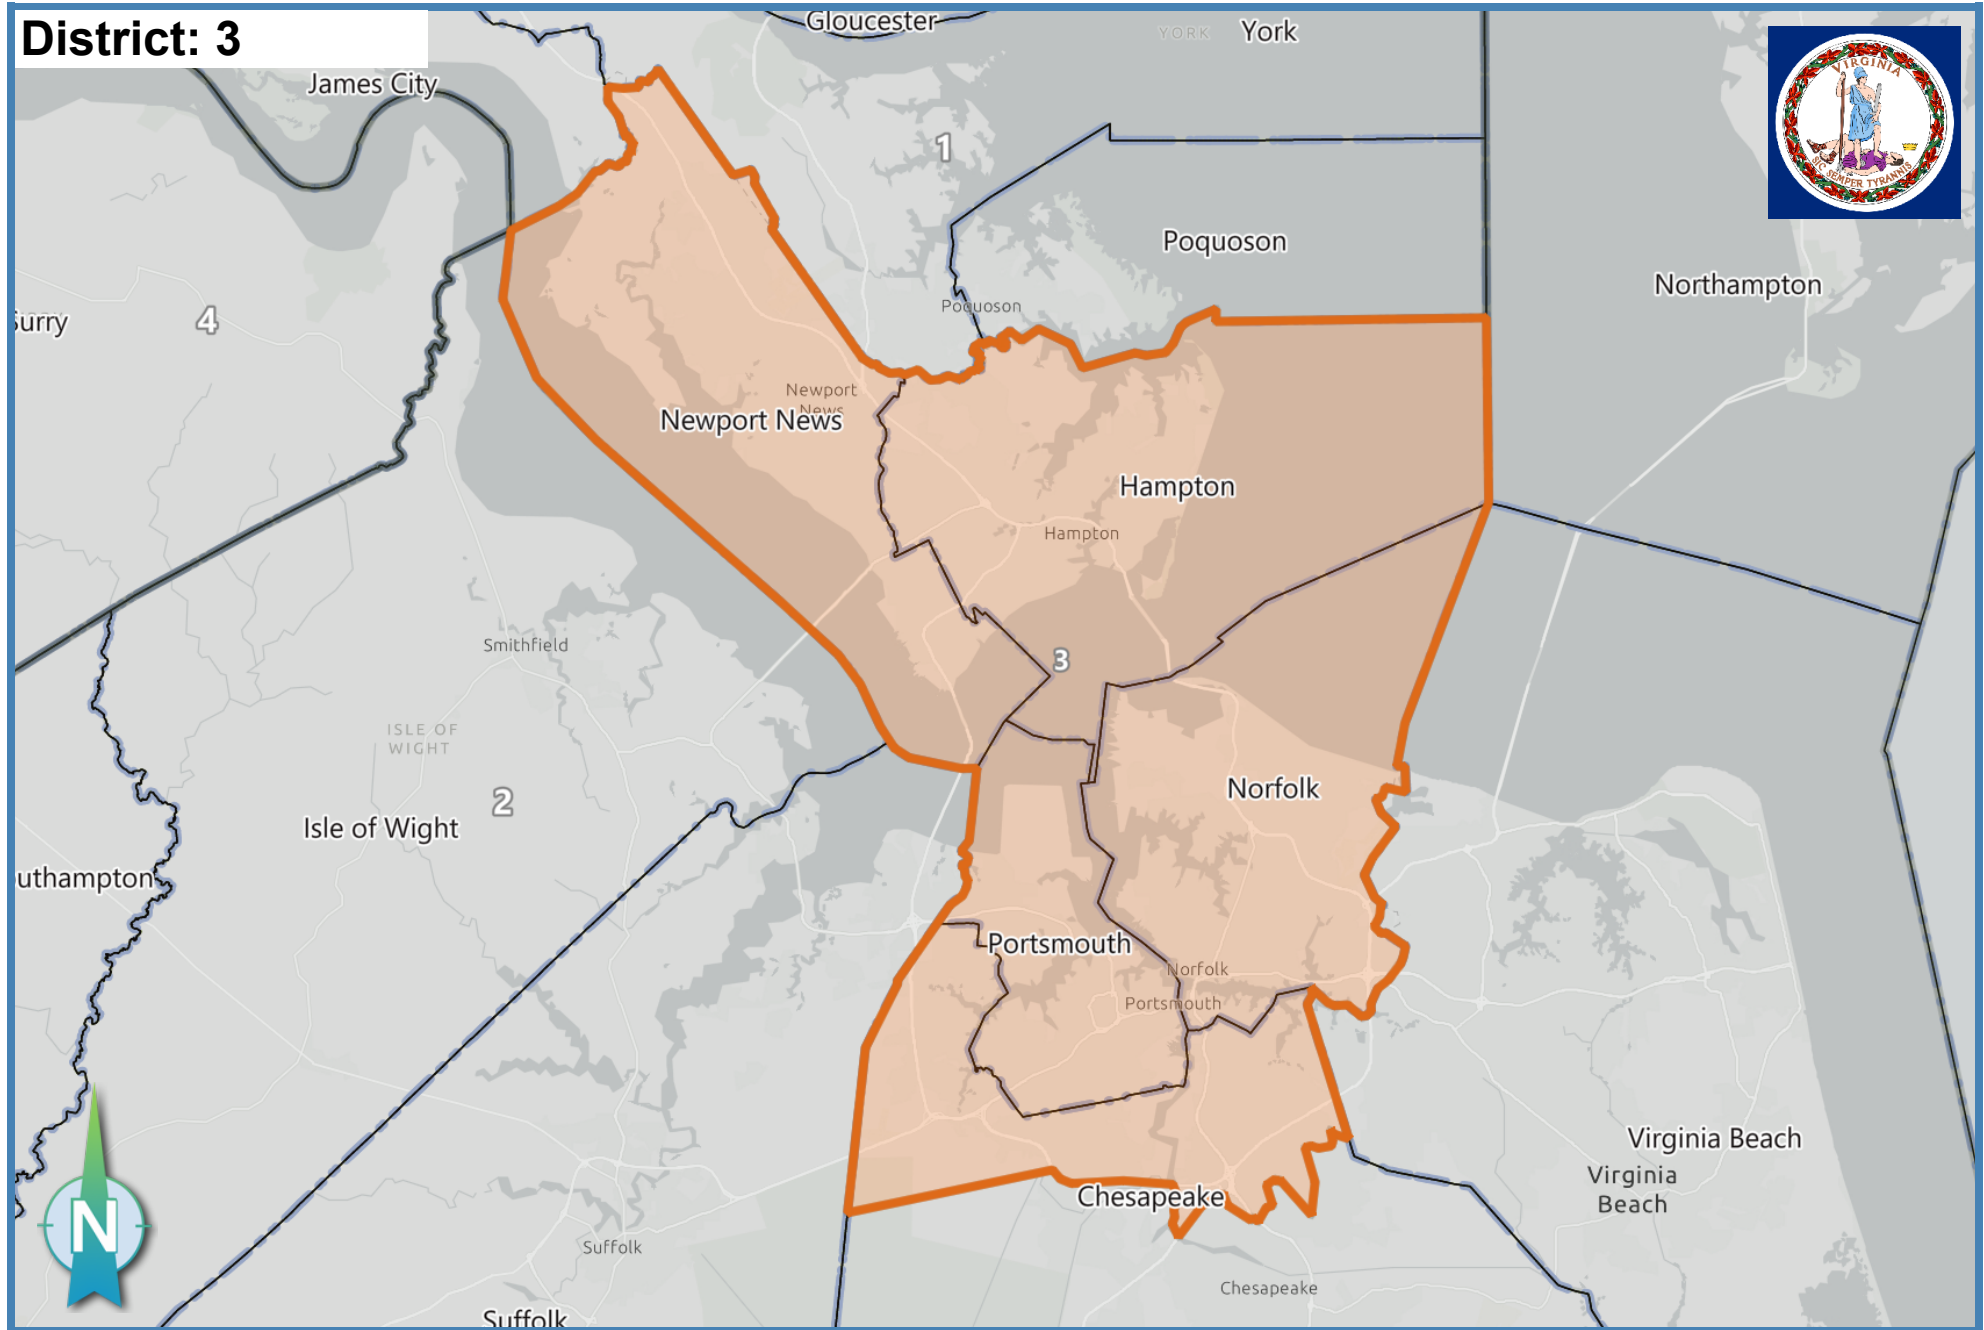 District: 3
Gloucester
YORK
York
James City
VIRGINIA
SIC SEMPER TYRANNIS
1
Poquoson
Northampton
Poquoson
4
Surry
Newport
News
Newport News
Hampton
Hampton
Smithfield
3
ISLE OF
WIGHT
2
Norfolk
Isle of Wight
uthampton
Portsmouth
Norfolk
Portsmouth
Virginia Beach
Virginia
Beach
Chesapeake
N
Suffolk
Chesapeake
Suffolk